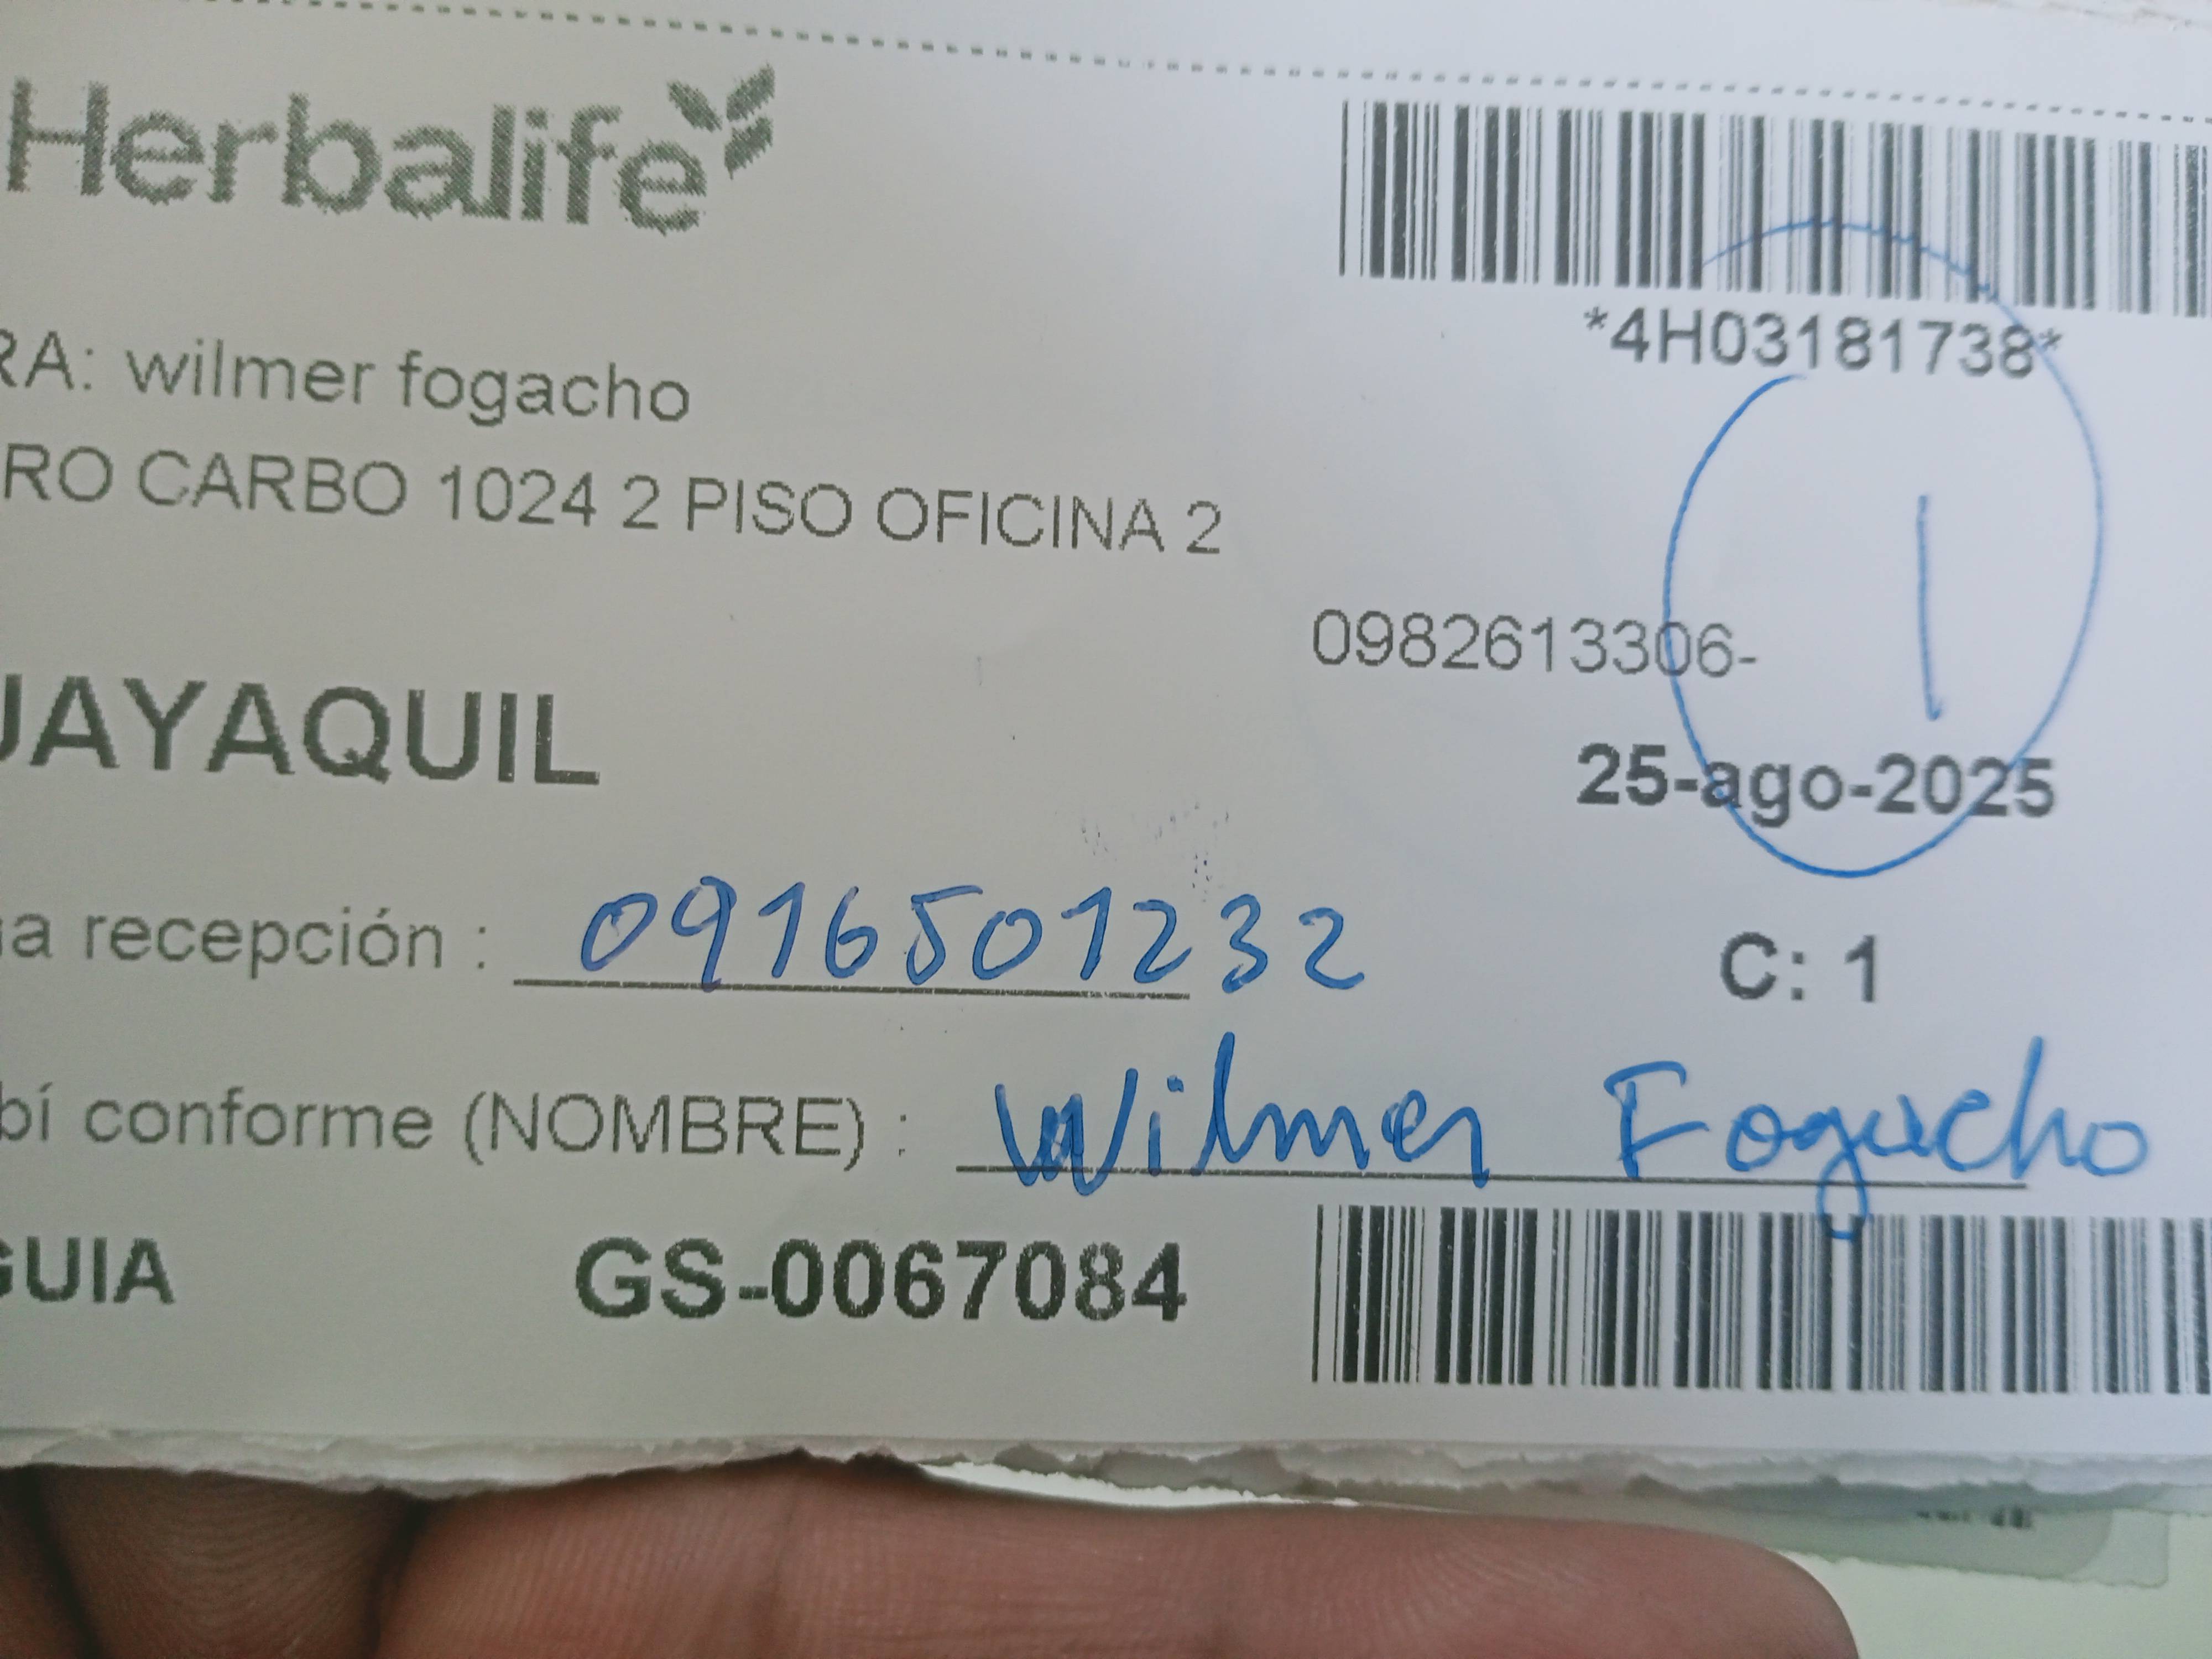 Herbalife
*4H03181738*
RA: wilmer fogacho
RO CARBO 1024 2 PISO OFICINA 2
0982613306-
1
UAYAQUIL
25-ago-2025
a recepción : 0916501232
C: 1
bí conforme (NOMBRE) : Wilmer Fogacho
GUIA GS-0067084